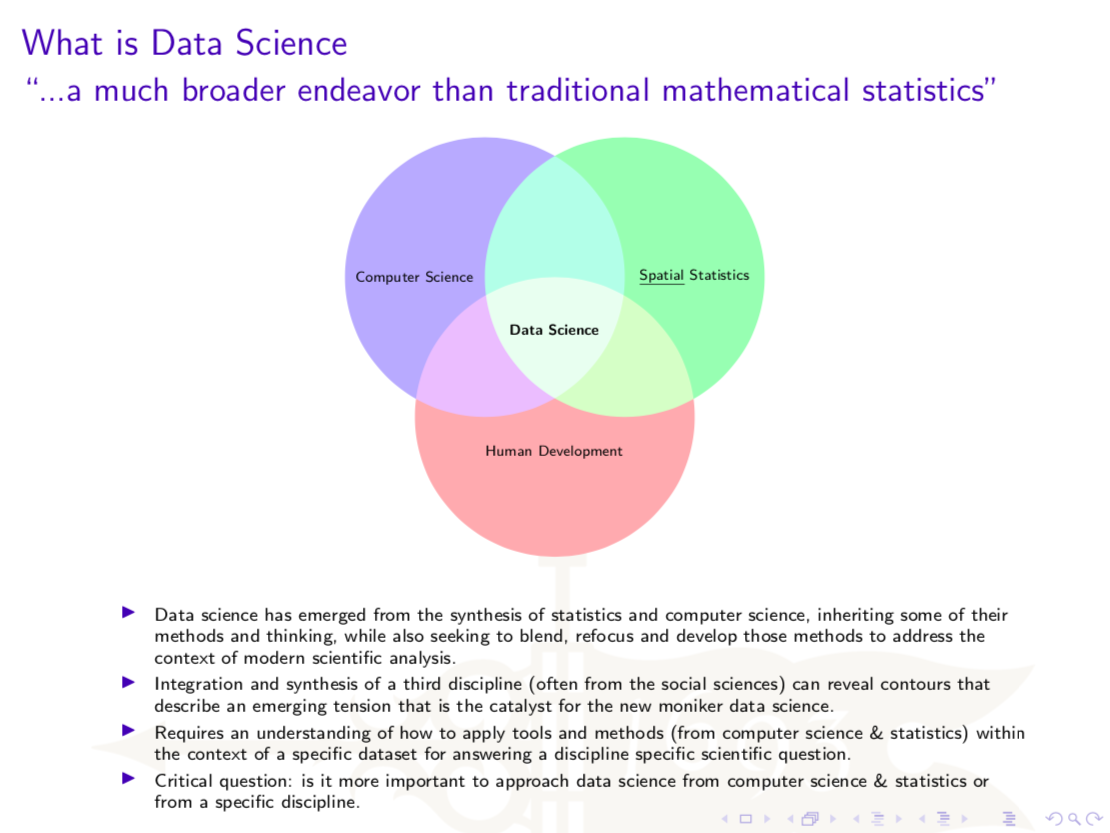 What is Data Science
“...a much broader endeavor than traditional mathematical statistics”
Computer Science
Spatial Statistics
Data Science
Human Development
Data science has emerged from the synthesis of statistics and computer science, inheriting some of their
methods and thinking, while also seeking to blend, refocus and develop those methods to address the
context of modern scientific analysis.
Integration and synthesis of a third discipline (often from the social sciences) can reveal contours that
describe an emerging tension that is the catalyst for the new moniker data science.
Requires an understanding of how to apply tools and methods (from computer science & statistics) within
the context of a specific dataset for answering a discipline specific scientific question.
Critical question: is it more important to approach data science from computer science & statistics or
from a specific discipline.